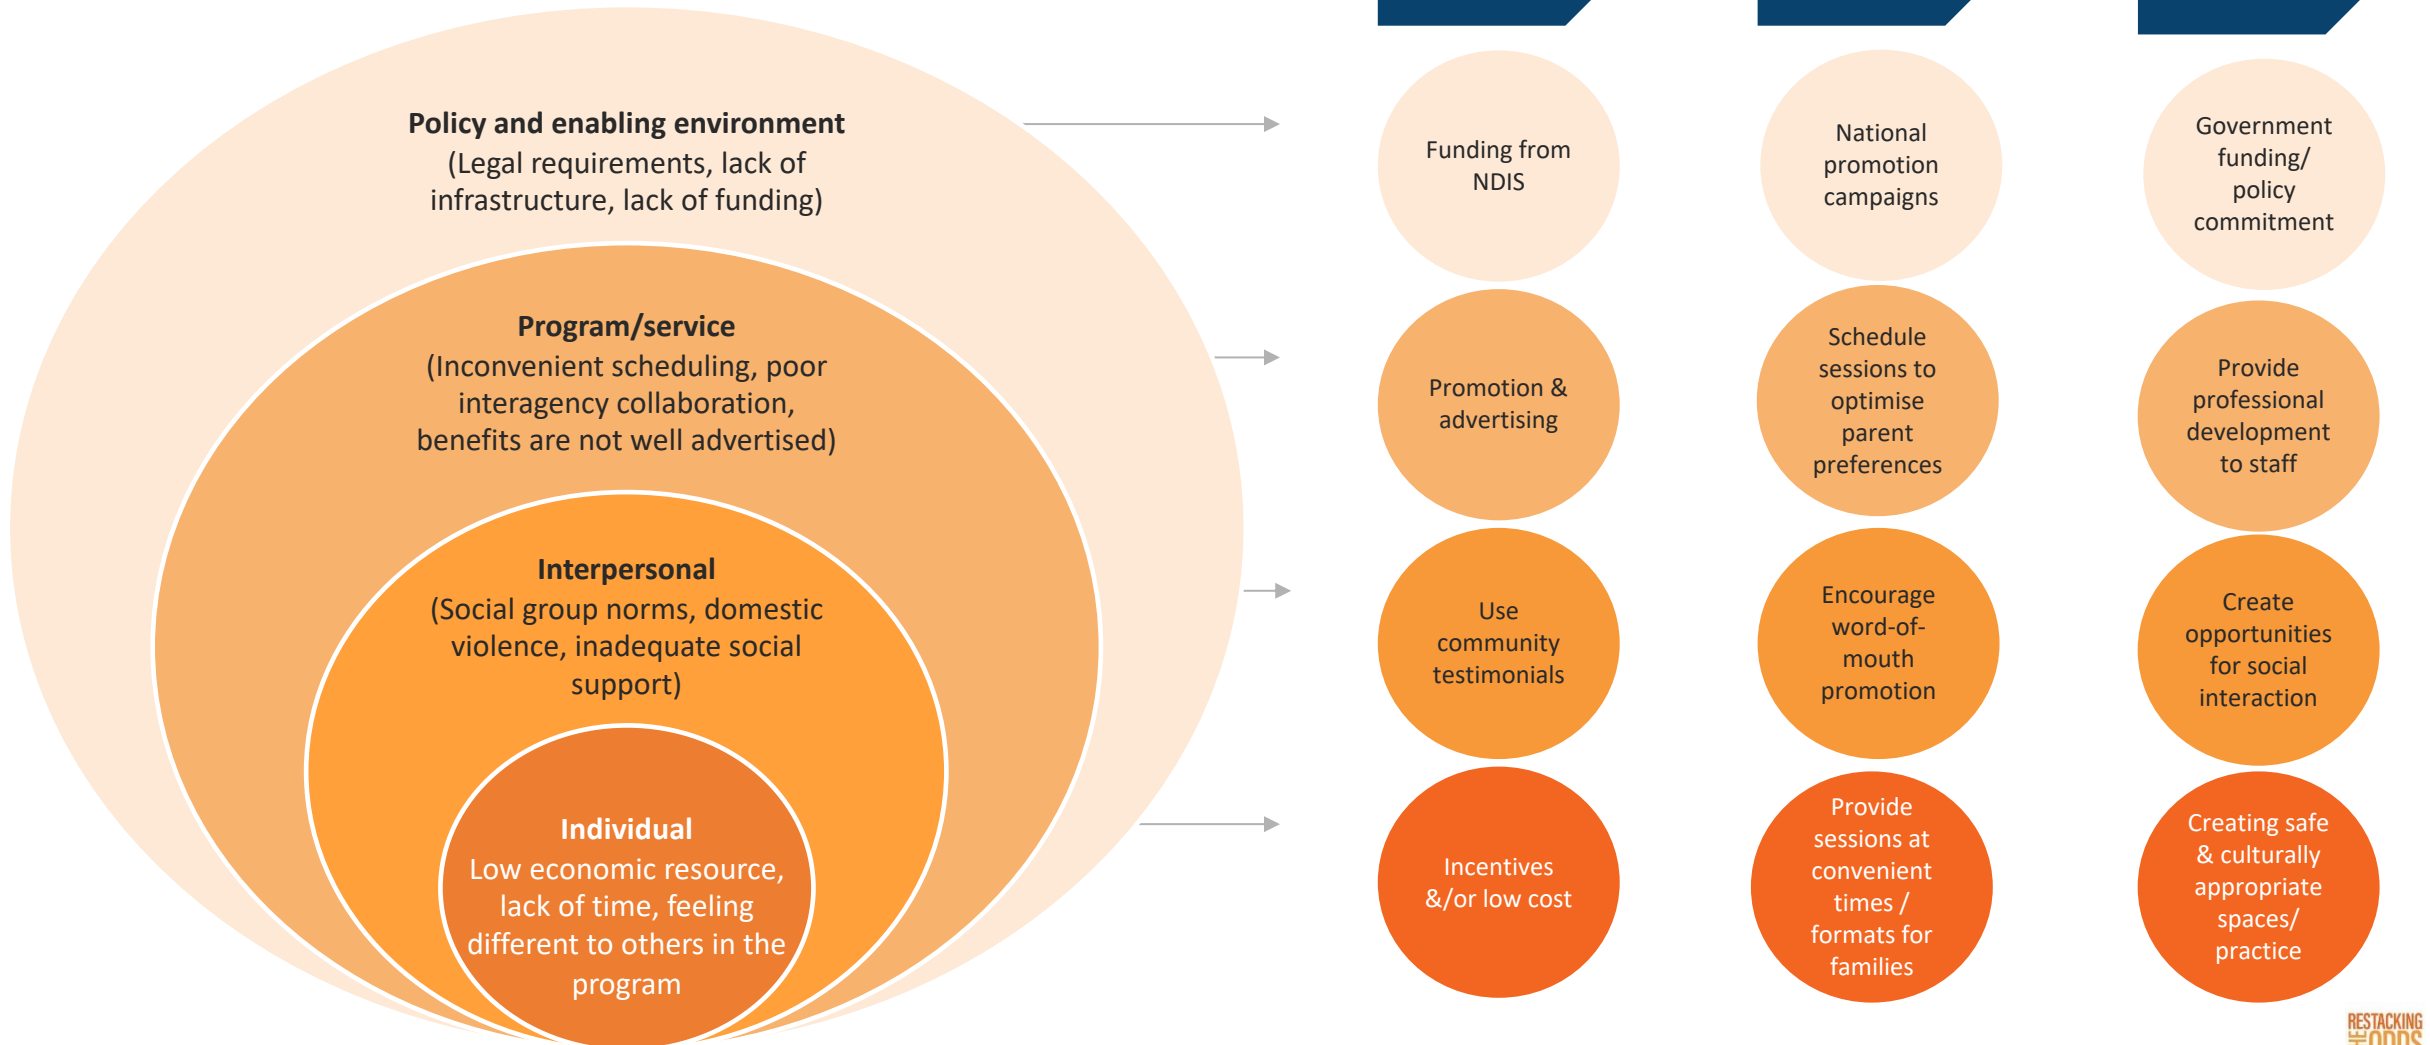 Policy and enabling environment
(Legal requirements, lack of
infrastructure, lack of funding)
Program/service
(Inconvenient scheduling, poor
interagency collaboration,
benefits are not well advertised)
Interpersonal
(Social group norms, domestic
violence, inadequate social
support)
Individual
Low economic resource,
lack of time, feeling
different to others in the
program
Funding from
NDIS
National
promotion
campaigns
Government
funding/
policy
commitment
Promotion &
advertising
Schedule
sessions to
optimise
parent
preferences
Provide
professional
development
to staff
Use
community
testimonials
Encourage
word-of-
mouth
promotion
Create
opportunities
for social
interaction
Incentives
&/or low cost
Provide
sessions at
convenient
times /
formats for
families
Creating safe
& culturally
appropriate
spaces/
practice
RESTACKING
THE ODDS